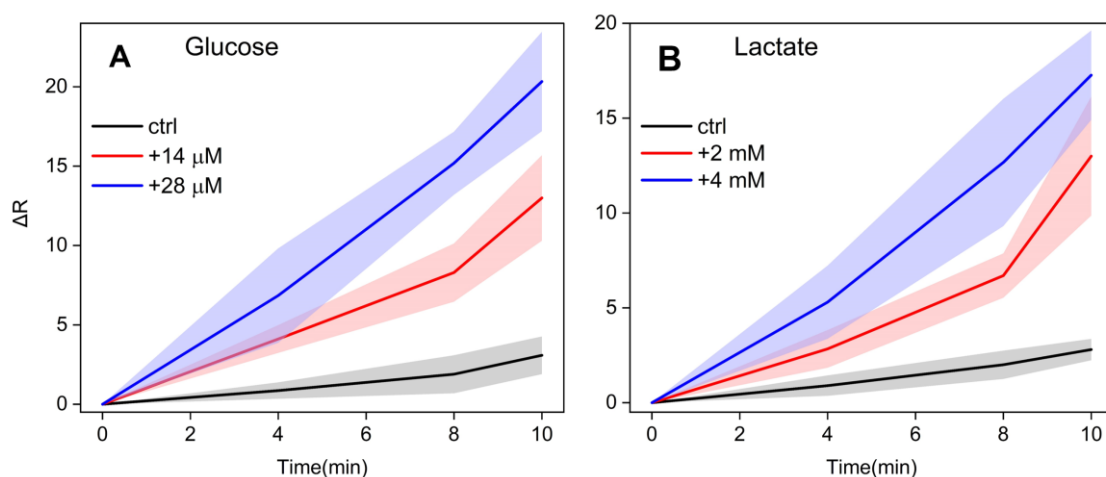 A Glucose
ctrl
+14 μM
+28 μM
ΔR
20
15
10
5
0
0 2 4 6 8 10
Time(min)
B Lactate
ctrl
+2 mM
+4 mM
20
15
10
5
0
0 2 4 6 8 10
Time(min)